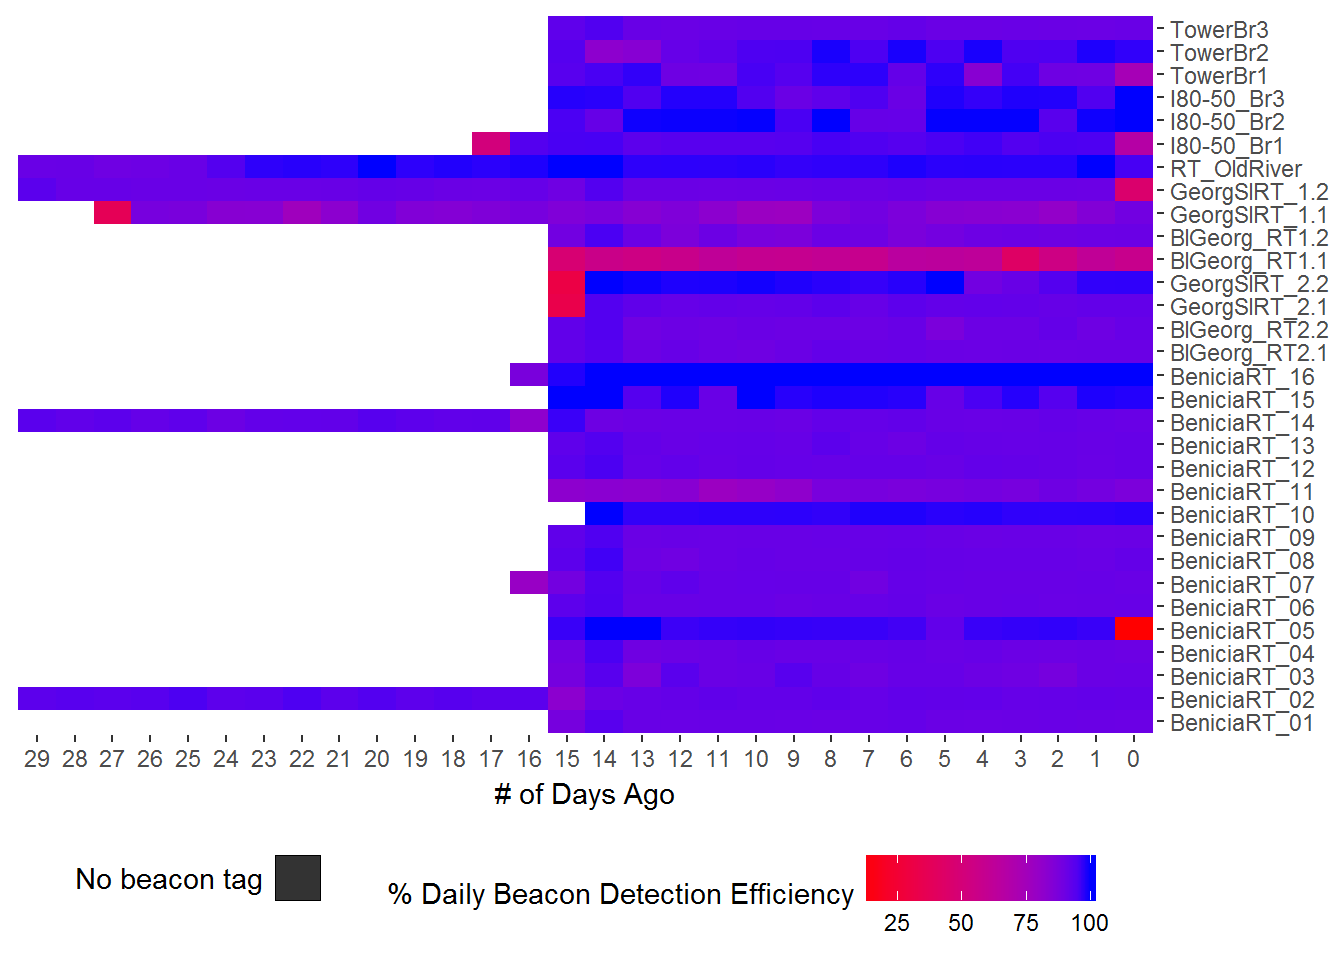 TowerBr3
TowerBr2
TowerBr1
I80-50_Br3
I80-50_Br2
I80-50_Br1
RT_OldRiver
GeorgSlRT_1.2
GeorgSlRT_1.1
BlGeorg_RT1.2
BlGeorg_RT1.1
GeorgSlRT_2.2
GeorgSlRT_2.1
BlGeorg_RT2.2
BlGeorg_RT2.1
BeniciaRT_16
BeniciaRT_15
BeniciaRT_14
BeniciaRT_13
BeniciaRT_12
BeniciaRT_11
BeniciaRT_10
BeniciaRT_09
BeniciaRT_08
BeniciaRT_07
BeniciaRT_06
BeniciaRT_05
BeniciaRT_04
BeniciaRT_03
BeniciaRT_02
BeniciaRT_01
29 28 27 26 25 24 23 22 21 20 19 18 17 16 15 14 13 12 11 10 9 8 7 6 5 4 3 2 1 0
# of Days Ago
No beacon tag
% Daily Beacon Detection Efficiency
25 50 75 100